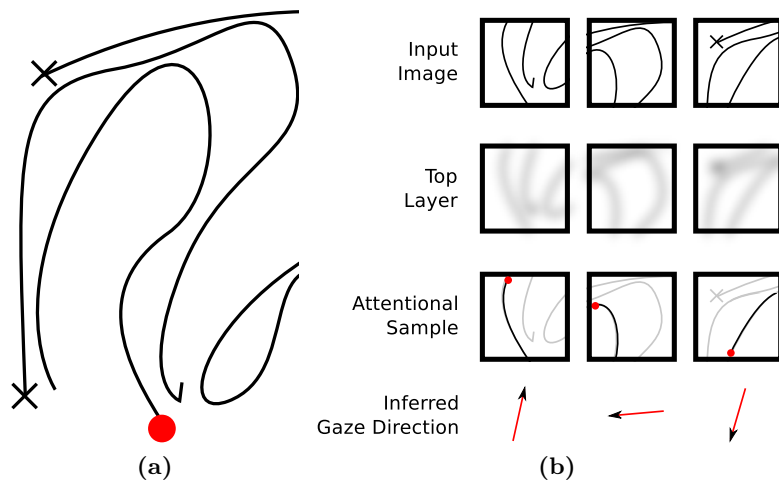 Input
Image
Top
Layer
Attentional
Sample
Inferred
Gaze Direction
(a)
(b)